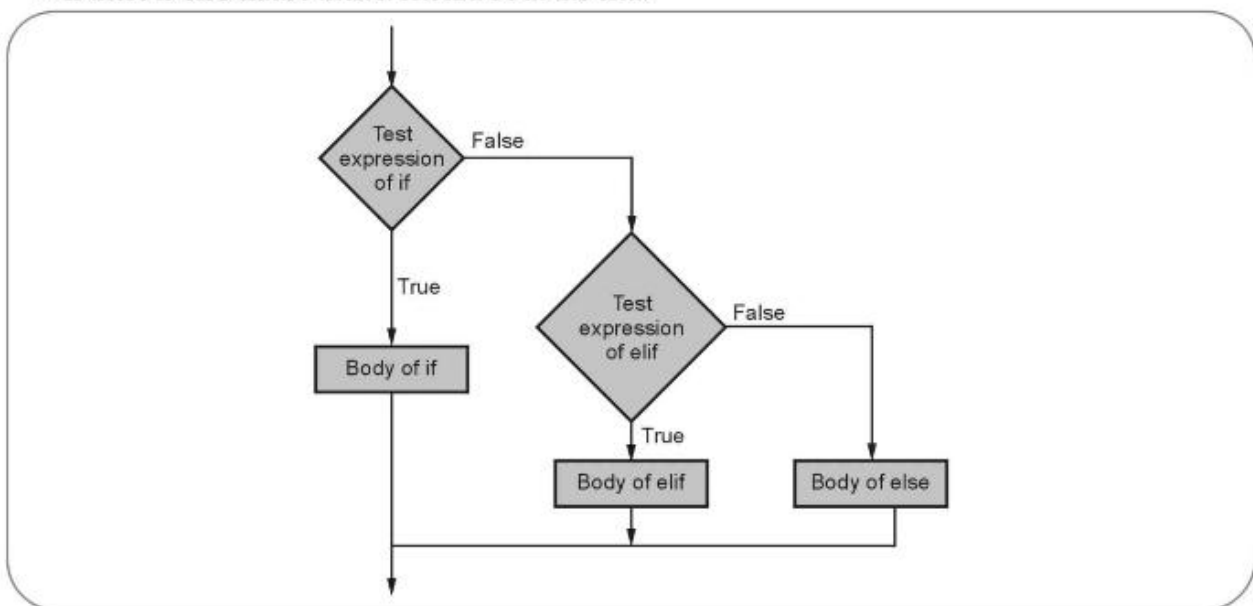 Test
expression
of if
False
True
Body of if
Test
expression
of elif
False
True
Body of elif
Body of else